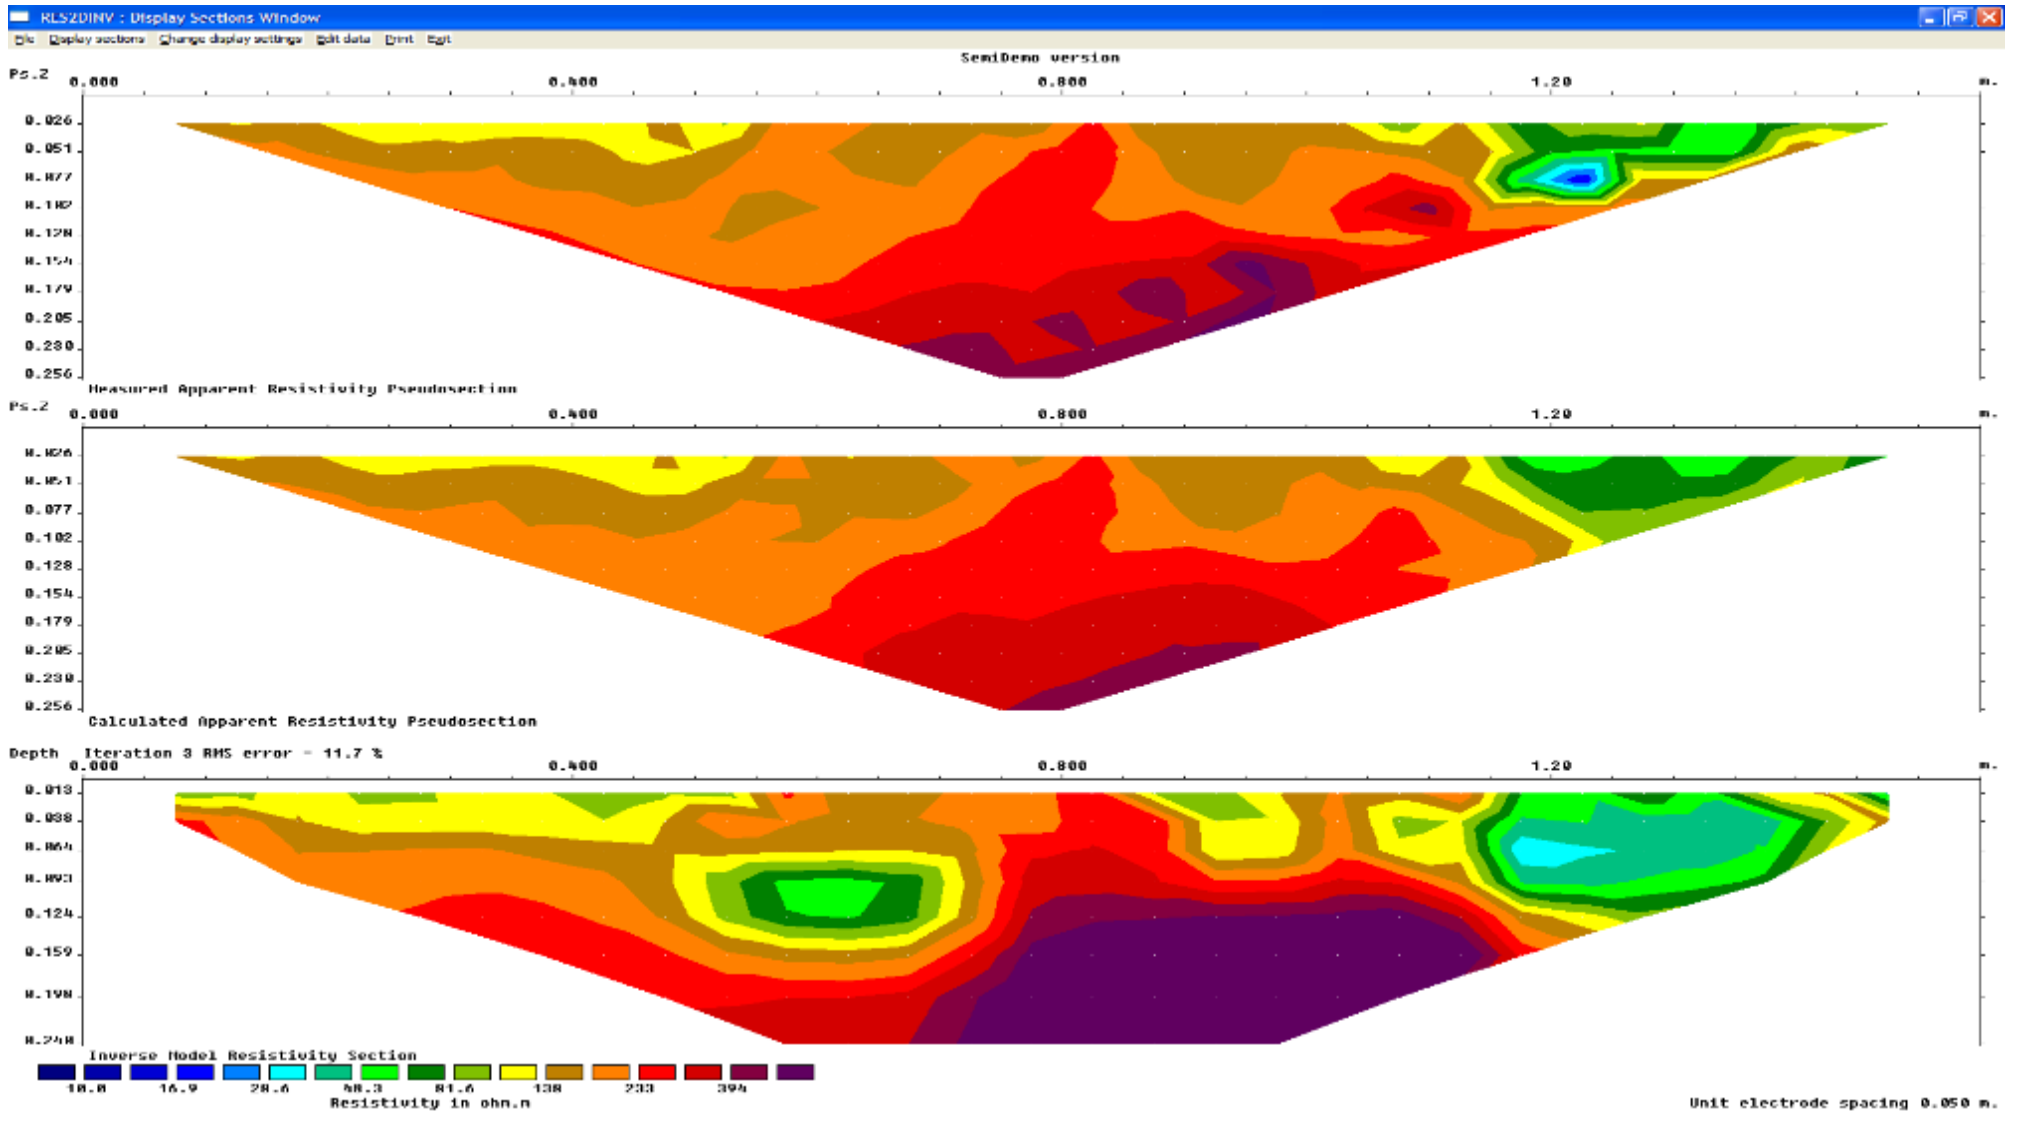 RES2DINV : Display Sections Window
File Display sections Change display settings Edit data Print Exit
SemiDemo version
Ps.Z 0.000 0.400 0.800 1.20 m.
0.026
0.051
0.077
0.102
0.128
0.154
0.179
0.205
0.230
0.256
Measured Apparent Resistivity Pseudosection
Ps.Z 0.000 0.400 0.800 1.20 m.
0.026
0.051
0.077
0.102
0.128
0.154
0.179
0.205
0.230
0.256
Calculated Apparent Resistivity Pseudosection
Depth Iteration 3 RMS error = 11.7 %
0.000 0.400 0.800 1.20 m.
0.013
0.038
0.064
0.093
0.124
0.159
0.198
0.240
Inverse Model Resistivity Section
10.0 16.9 28.6 48.3 81.6 138 233 394
Resistivity in ohm.m
Unit electrode spacing 0.050 m.